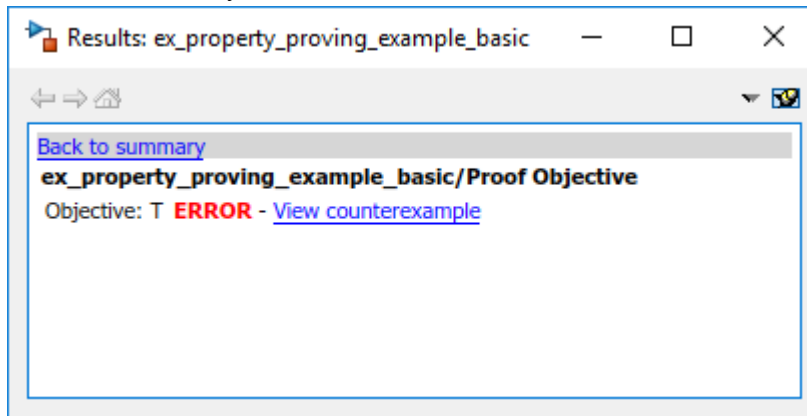 Results: ex_property_proving_example_basic
Back to summary
ex_property_proving_example_basic/Proof Objective
Objective: T ERROR - View counterexample